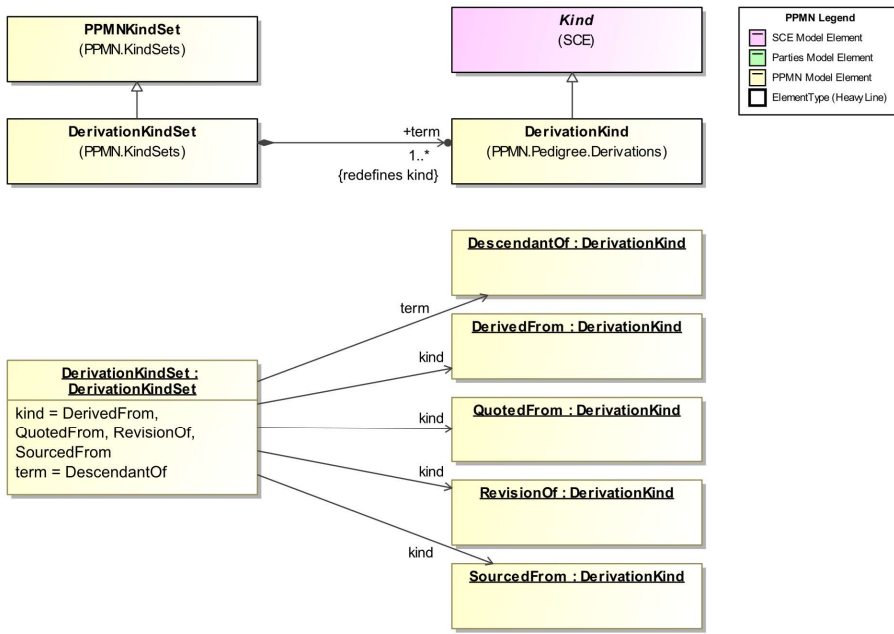 PPMNKindSet
(PPMN.KindSets)
Kind
(SCE)
PPMN Legend
SCE Model Element
Parties Model Element
PPMN Model Element
ElementType (Heavy Line)
DerivationKindSet
(PPMN.KindSets)
+term
1..*
{redefines kind}
DerivationKind
(PPMN.Pedigree.Derivations)
DescendantOf : DerivationKind
term
DerivedFrom : DerivationKind
kind
DerivationKindSet :
DerivationKindSet
kind = DerivedFrom,
QuotedFrom, RevisionOf,
SourcedFrom
term = DescendantOf
QuotedFrom : DerivationKind
kind
RevisionOf : DerivationKind
kind
SourcedFrom : DerivationKind
kind